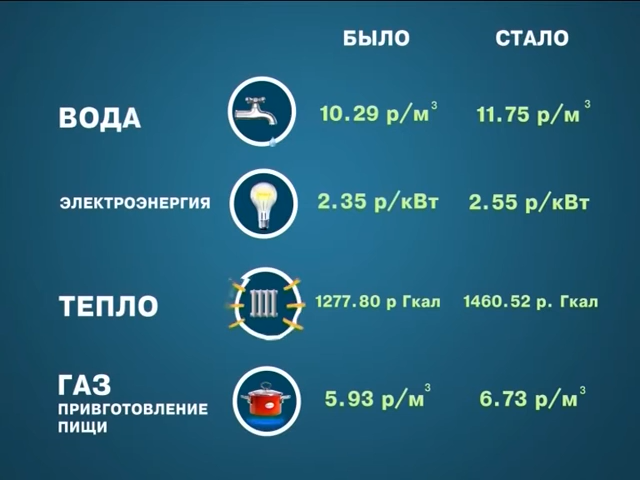 БЫЛО СТАЛО
ВОДА 10.29 р/м³ 11.75 р/м³
ЭЛЕКТРОЭНЕРГИЯ 2.35 р/кВт 2.55 р/кВт
ТЕПЛО 1277.80 р Гкал 1460.52 р. Гкал
ГАЗ 5.93 р/м³ 6.73 р/м³
ПРИВГОТОВЛЕНИЕ
ПИЩИ